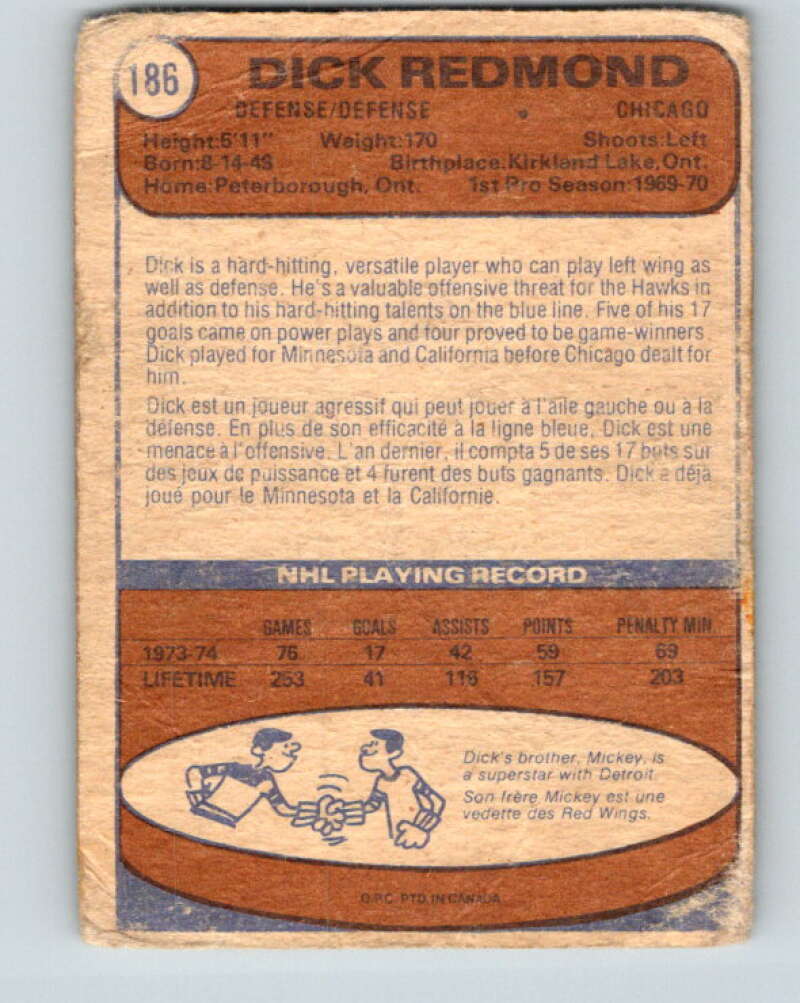 186
DICK REDMOND
DEFENSE/DEFENSE CHICAGO
Height:5'11" Weight:170 Shoots:Left
Born:8-14-49 Birthplace.Kirkland Lake,Ont.
Home:Peterborough, Ont. 1st Pro Season:1969-70
Dick is a hard-hitting, versatile player who can play left wing as
well as defense. He's a valuable offensive threat for the Hawks in
addition to his hard-hitting talents on the blue line. Five of his 17
goals came on power plays and four proved to be game-winners.
Dick played for Minnesota and California before Chicago dealt for
him.
Dick est un joueur agressif qui peut jouer à l'aile gauche ou à la
défense. En plus de son efficacité à la ligne bleue, Dick est une
menace à l'offensive. L'an dernier, il compta 5 de ses 17 buts sur
des jeux de puissance et 4 furent des buts gagnants. Dick a déjà
joué pour le Minnesota et la Californie.
NHL PLAYING RECORD
GAMES GOALS ASSISTS POINTS PENALTY MIN.
1973-74 76 17 42 59 69
LIFETIME 253 41 116 157 203
Dick's brother, Mickey, is
a superstar with Detroit.
Son frère Mickey est une
vedette des Red Wings.
O.P.C. PTD. IN CANADA